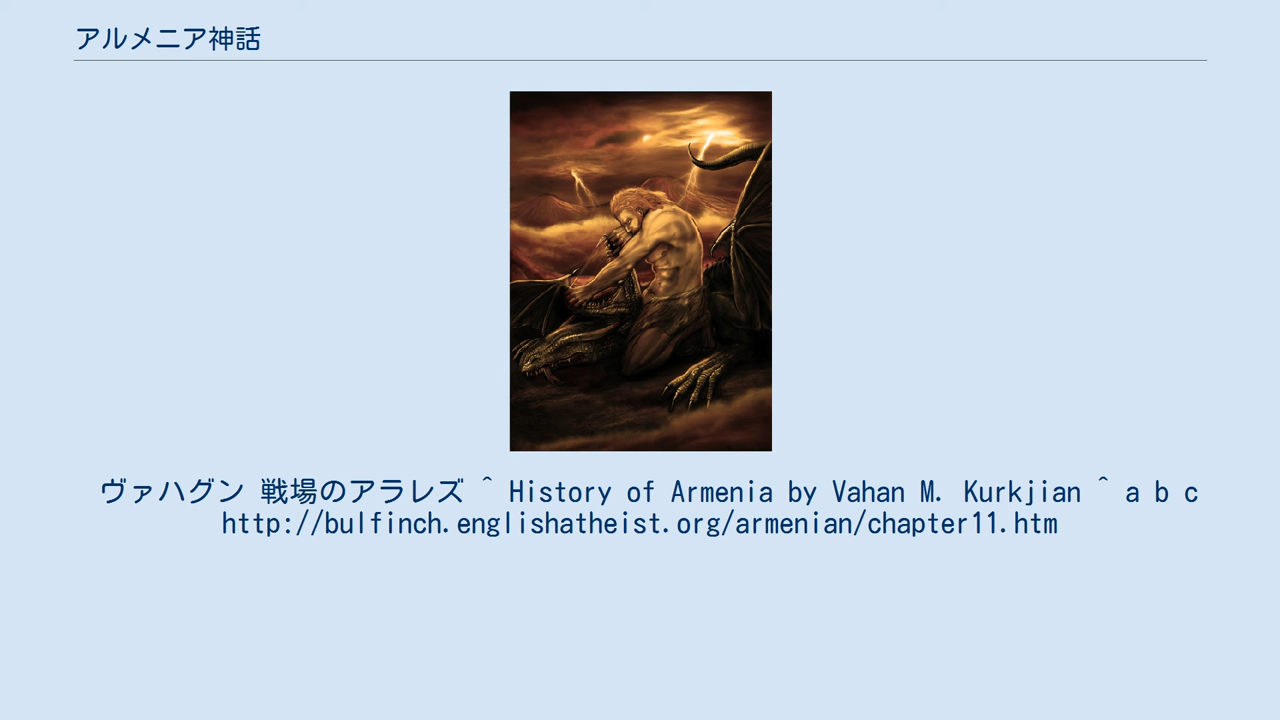 アルメニア神話
ヴァハグン 戦場のアラレズ ^ History of Armenia by Vahan M. Kurkjian ^ a b c
http://bulfinch.englishatheist.org/armenian/chapter11.htm